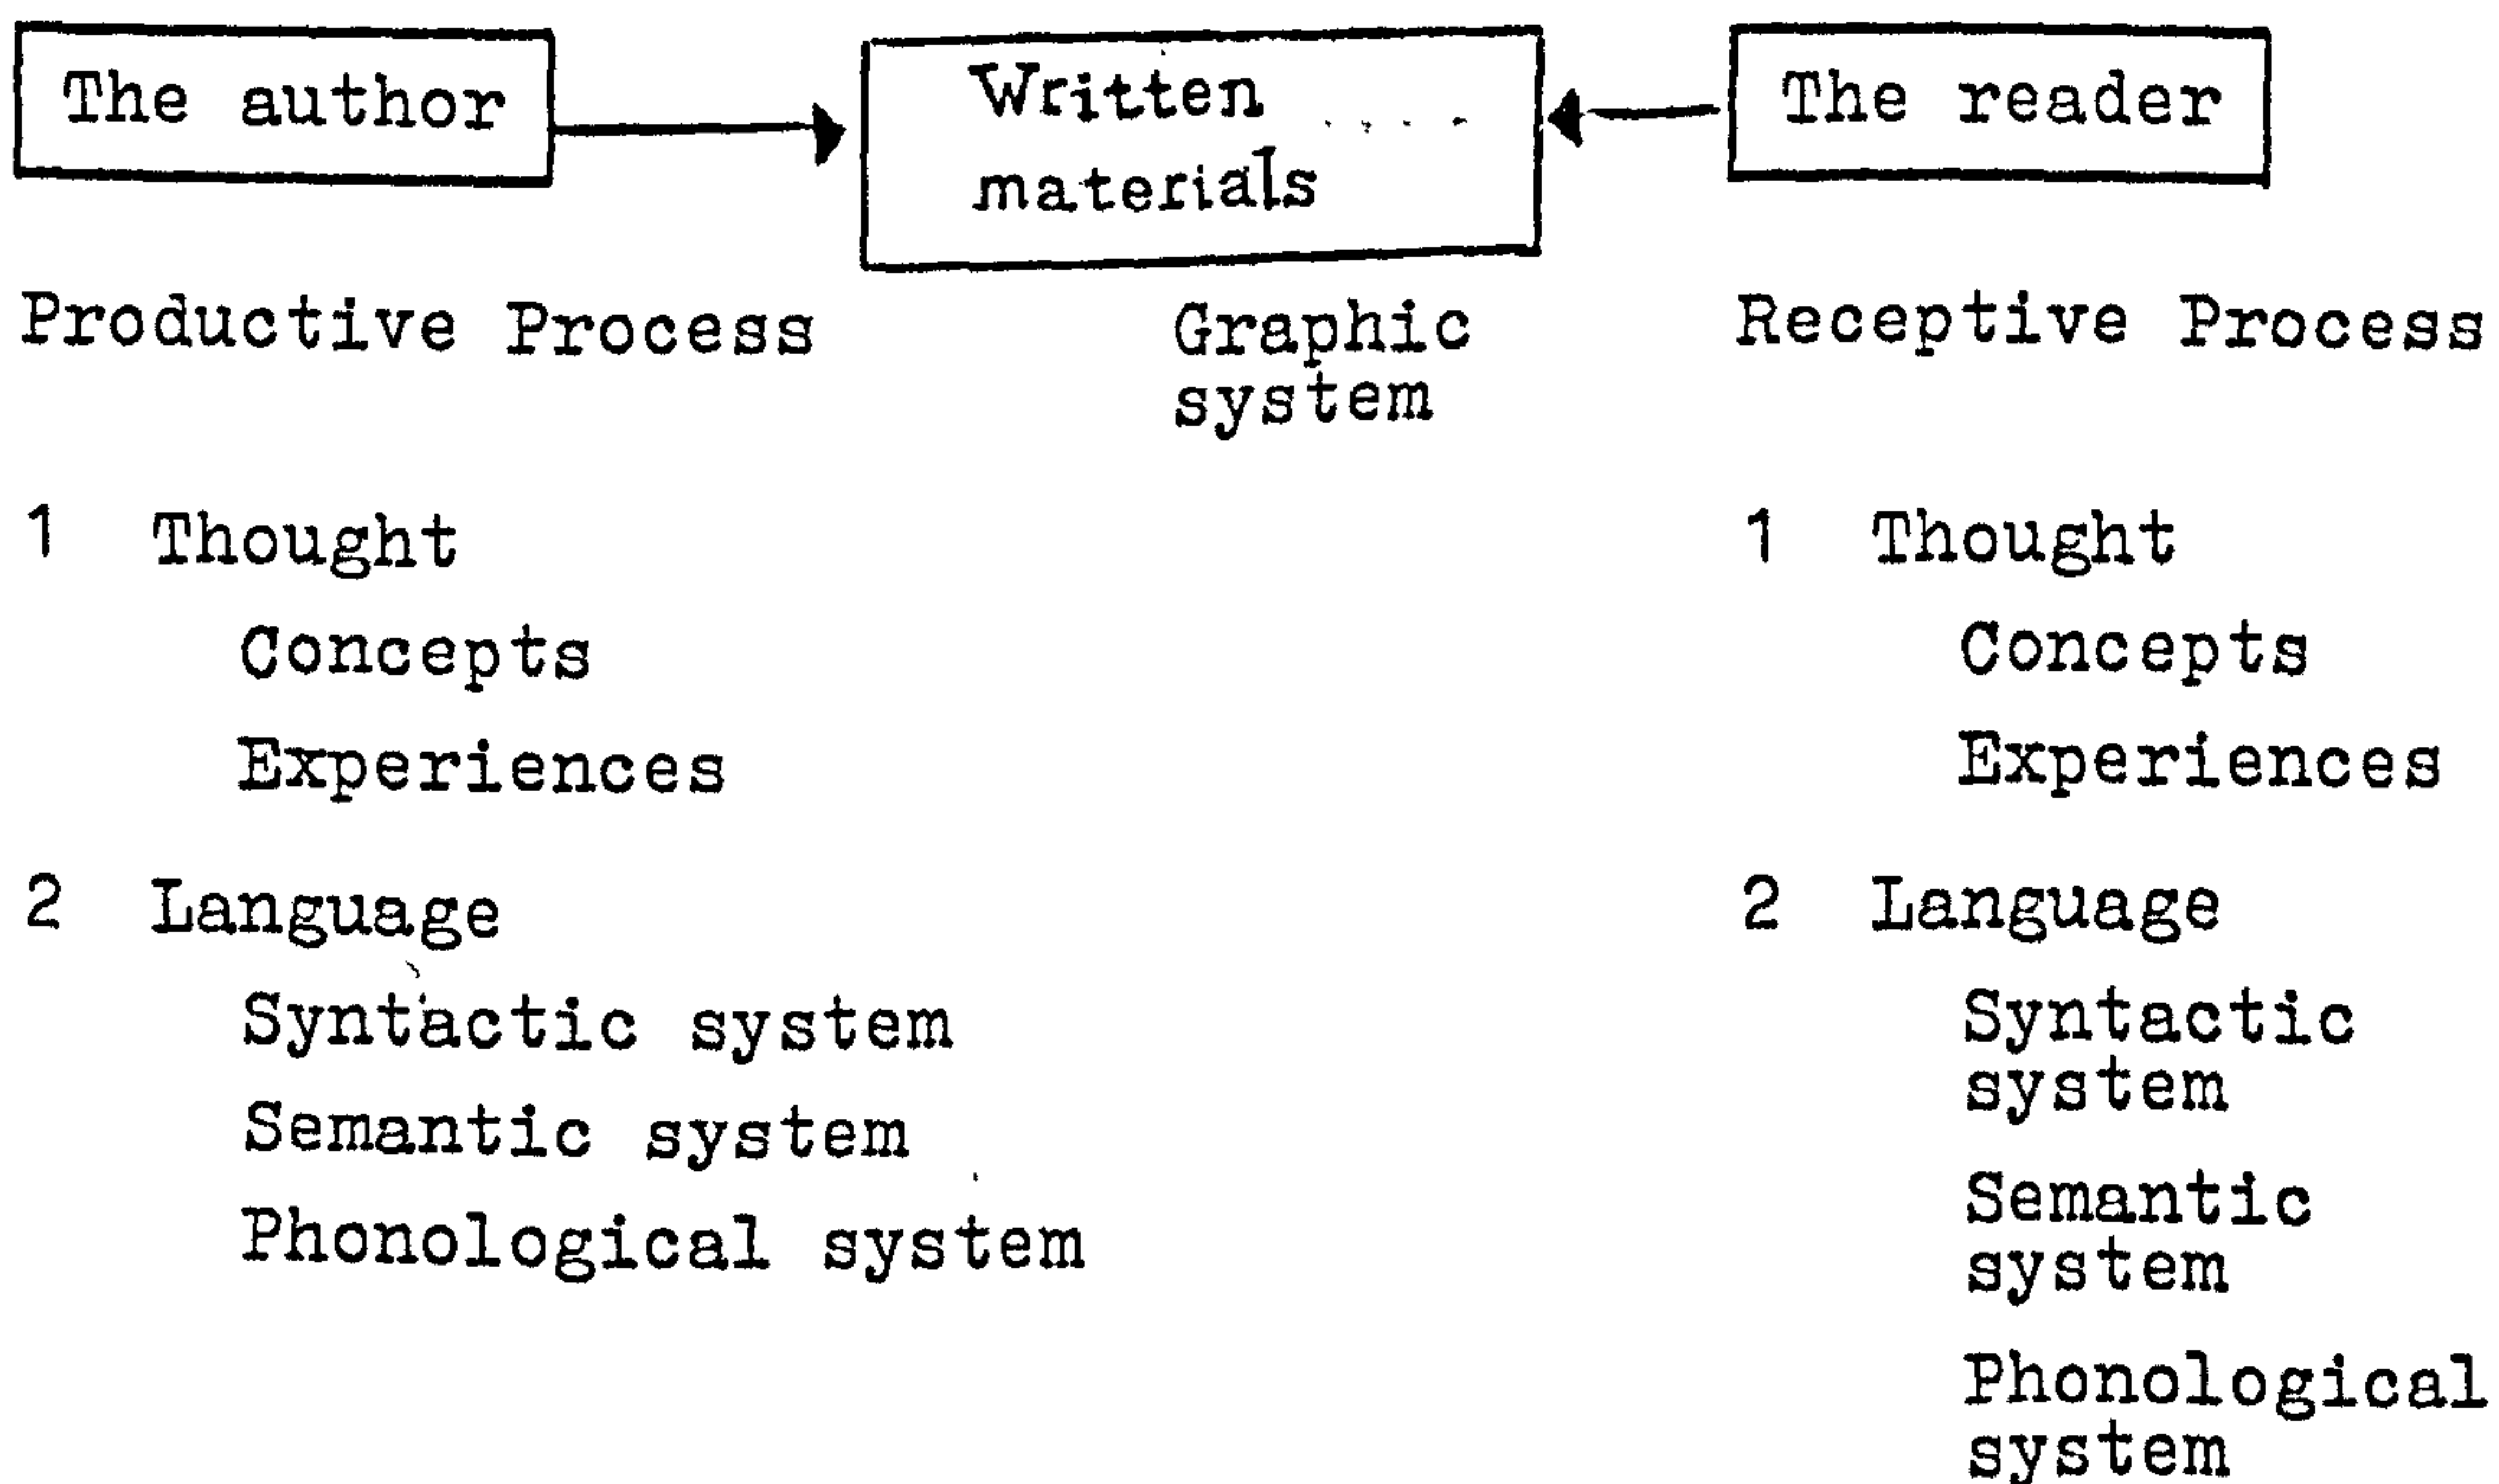 The author
Written
materials
The reader
Productive Process
Graphic
system
Receptive Process
1 Thought
Concepts
Experiences
2 Language
Syntactic system
Semantic system
Phonological system
1 Thought
Concepts
Experiences
2 Language
Syntactic
system
Semantic
system
Phonological
system